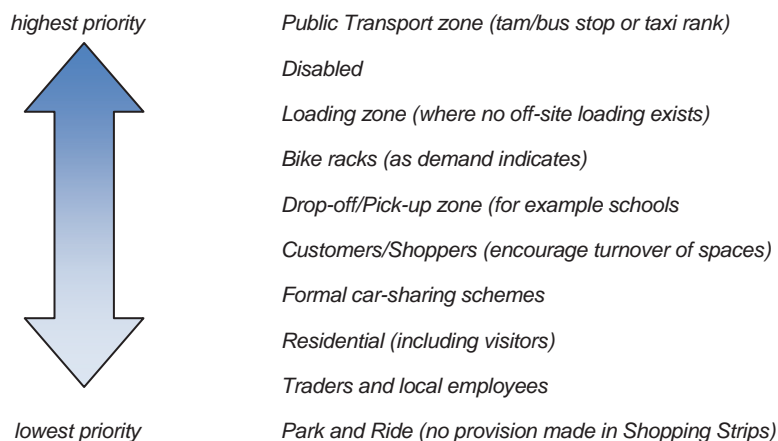 highest priority Public Transport zone (tam/bus stop or taxi rank)
Disabled
Loading zone (where no off-site loading exists)
Bike racks (as demand indicates)
Drop-off/Pick-up zone (for example schools
Customers/Shoppers (encourage turnover of spaces)
Formal car-sharing schemes
Residential (including visitors)
Traders and local employees
lowest priority Park and Ride (no provision made in Shopping Strips)